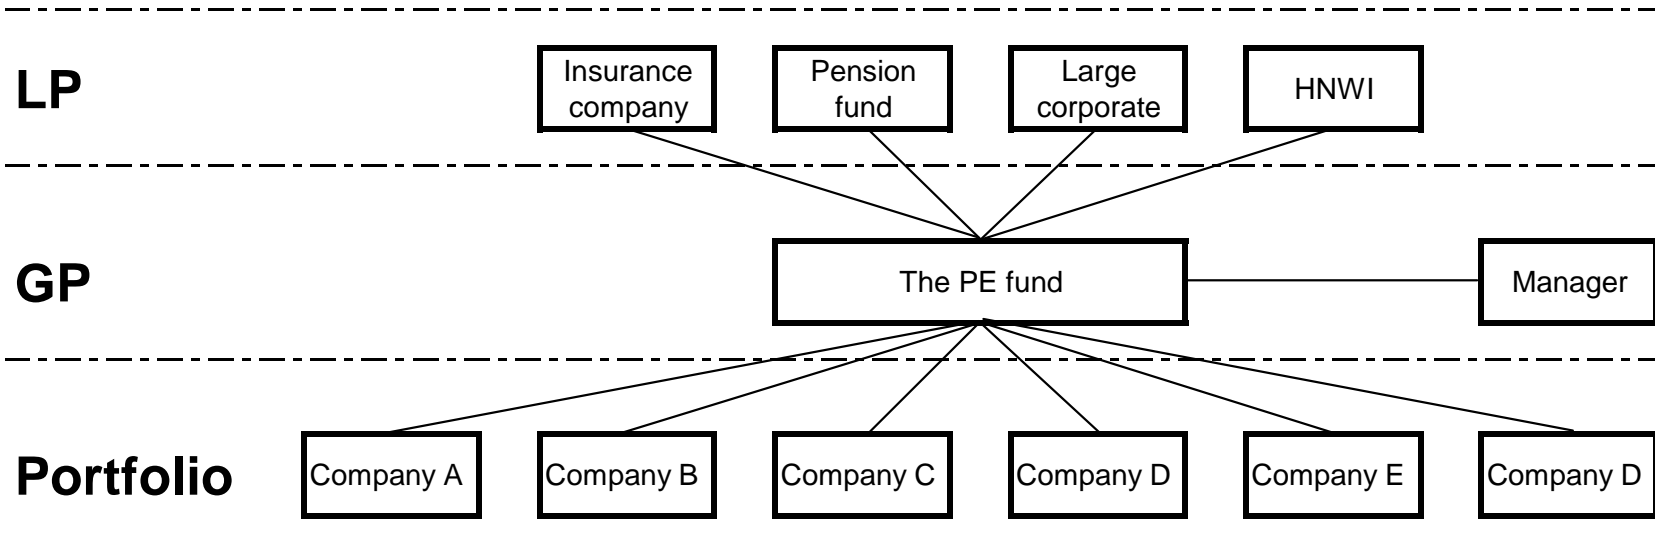 LP
Insurance
company
Pension
fund
Large
corporate
HNWI
GP
The PE fund
Manager
Portfolio
Company A
Company B
Company C
Company D
Company E
Company D